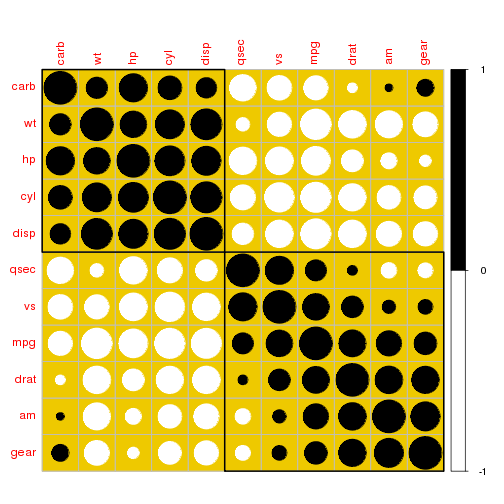 carb wt hp cyl disp qsec vs mpg drat am gear
carb
wt
hp
cyl
disp
qsec
vs
mpg
drat
am
gear
1
0
-1